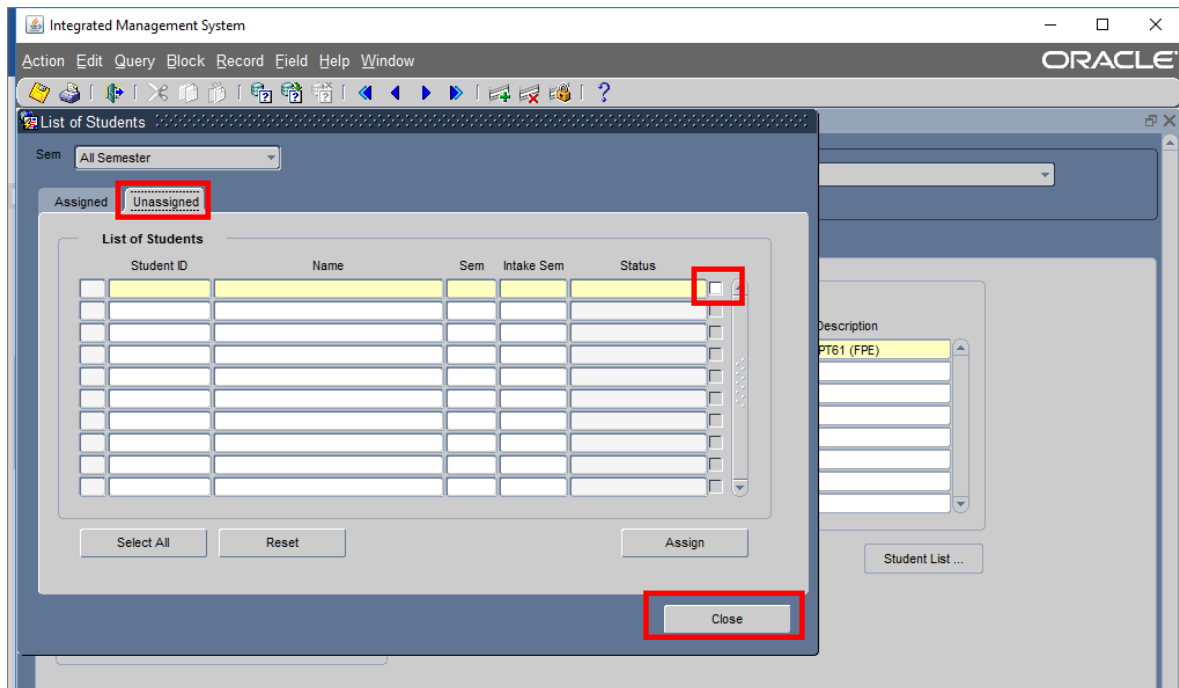 Integrated Management System
Action Edit Query Block Record Field Help Window
ORACLE
List of Students
Sem All Semester
Assigned Unassigned
List of Students
Student ID Name Sem Intake Sem Status
Description
PT61 (FPE)
Select All Reset Assign
Student List ...
Close